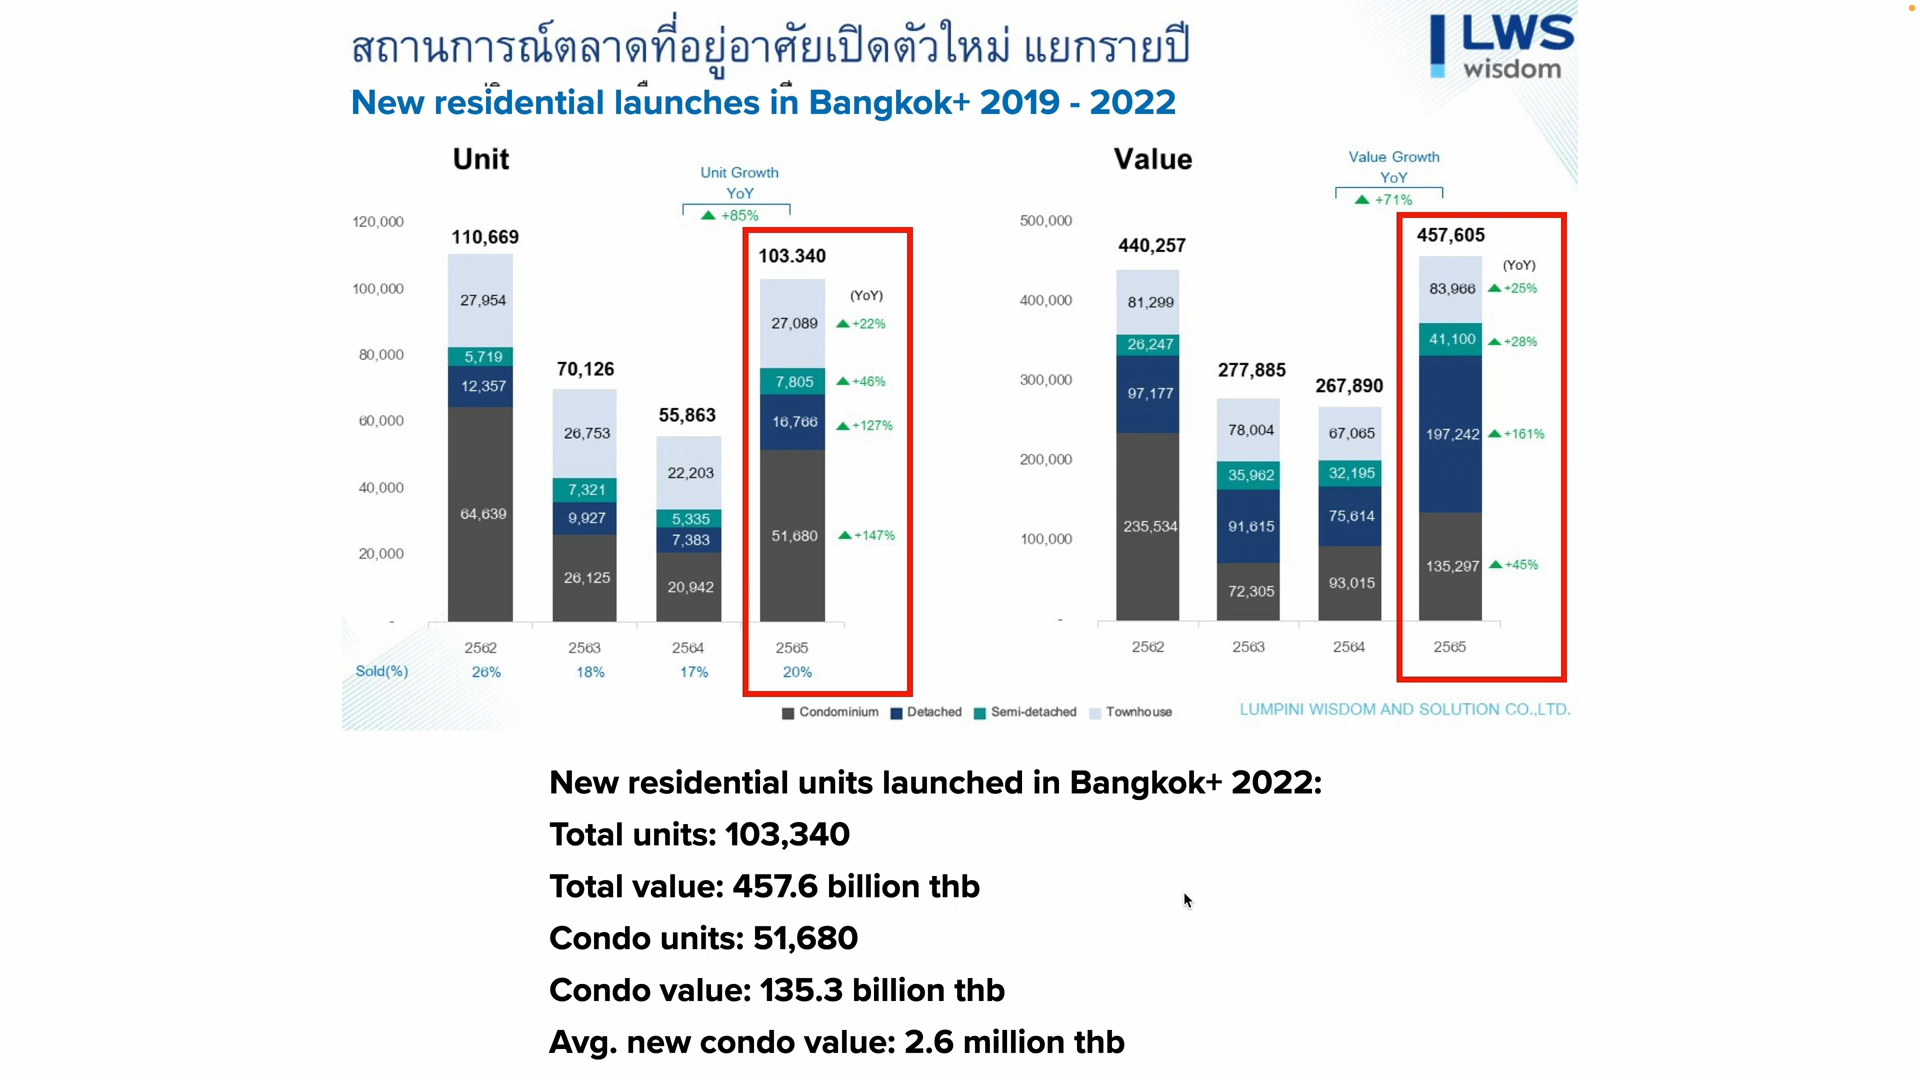 สถานการณ์ตลาดที่อยู่อาศัยเปิดตัวใหม่ แยกรายปี
LWS
wisdom
New residential launches in Bangkok+ 2019 - 2022
Unit
Unit Growth
YoY
+85%
120,000
100,000
80,000
60,000
40,000
20,000
-
110,669
27,954
5,719
12,357
64,639
70,126
26,753
7,321
9,927
26,125
55,863
22,203
5,335
7,383
20,942
103.340
(YoY)
27,089 +22%
7,805 +46%
16,766 +127%
51,680 +147%
2562 2563 2564 2565
Sold(%) 26% 18% 17% 20%
Value
Value Growth
YoY
+71%
500,000
400,000
300,000
200,000
100,000
-
440,257
81,299
26,247
97,177
235,534
277,885
78,004
35,962
91,615
72,305
267,890
67,065
32,195
75,614
93,015
457,605
(YoY)
83,966 +25%
41,100 +28%
197,242 +161%
135,297 +45%
2562 2563 2564 2565
Condominium Detached Semi-detached Townhouse
LUMPINI WISDOM AND SOLUTION CO.,LTD.
New residential units launched in Bangkok+ 2022:
Total units: 103,340
Total value: 457.6 billion thb
Condo units: 51,680
Condo value: 135.3 billion thb
Avg. new condo value: 2.6 million thb